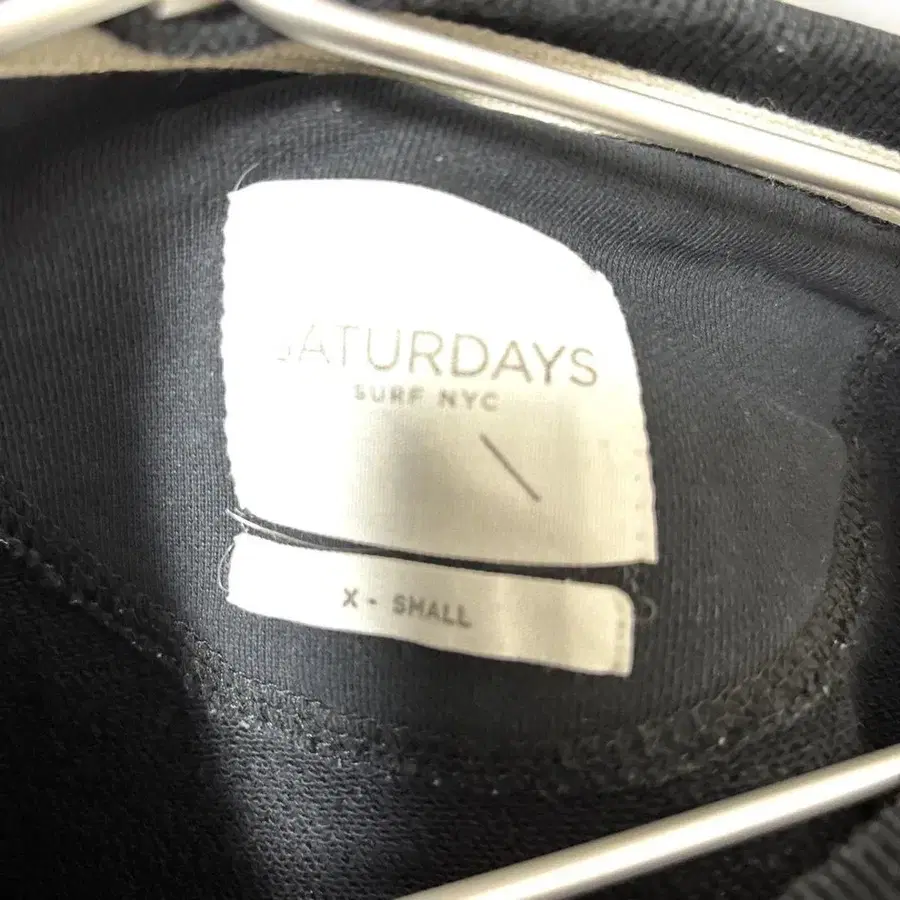 SATURDAYS
SURF NYC
X - SMALL